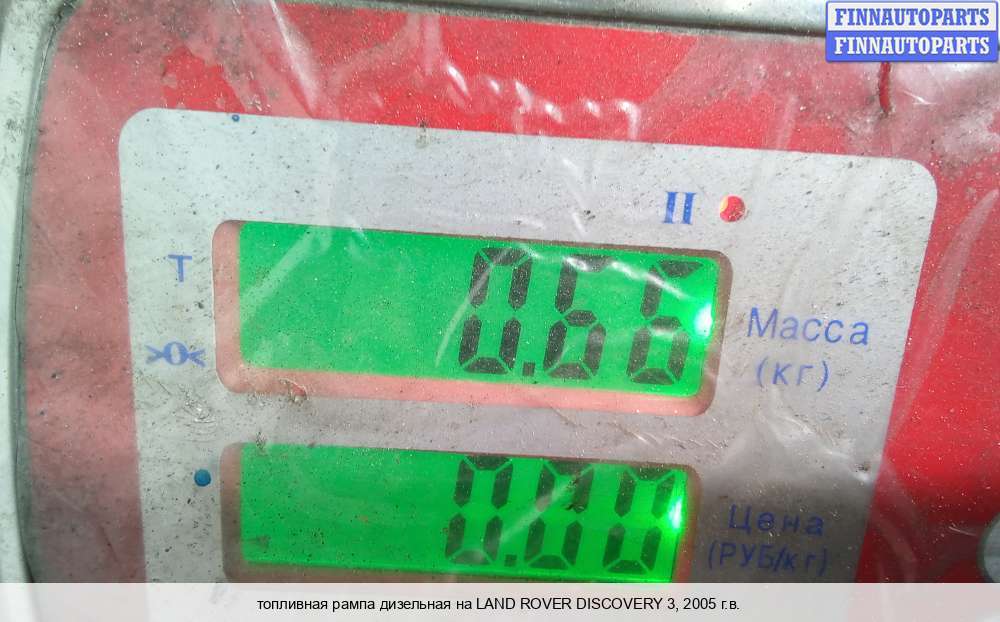 FINNAUTOPARTS
FINNAUTOPARTS
II
T
0.66
Масса
(кг)
>0<
0.00
Цена
(РУБ/кг)
топливная рампа дизельная на LAND ROVER DISCOVERY 3, 2005 г.в.